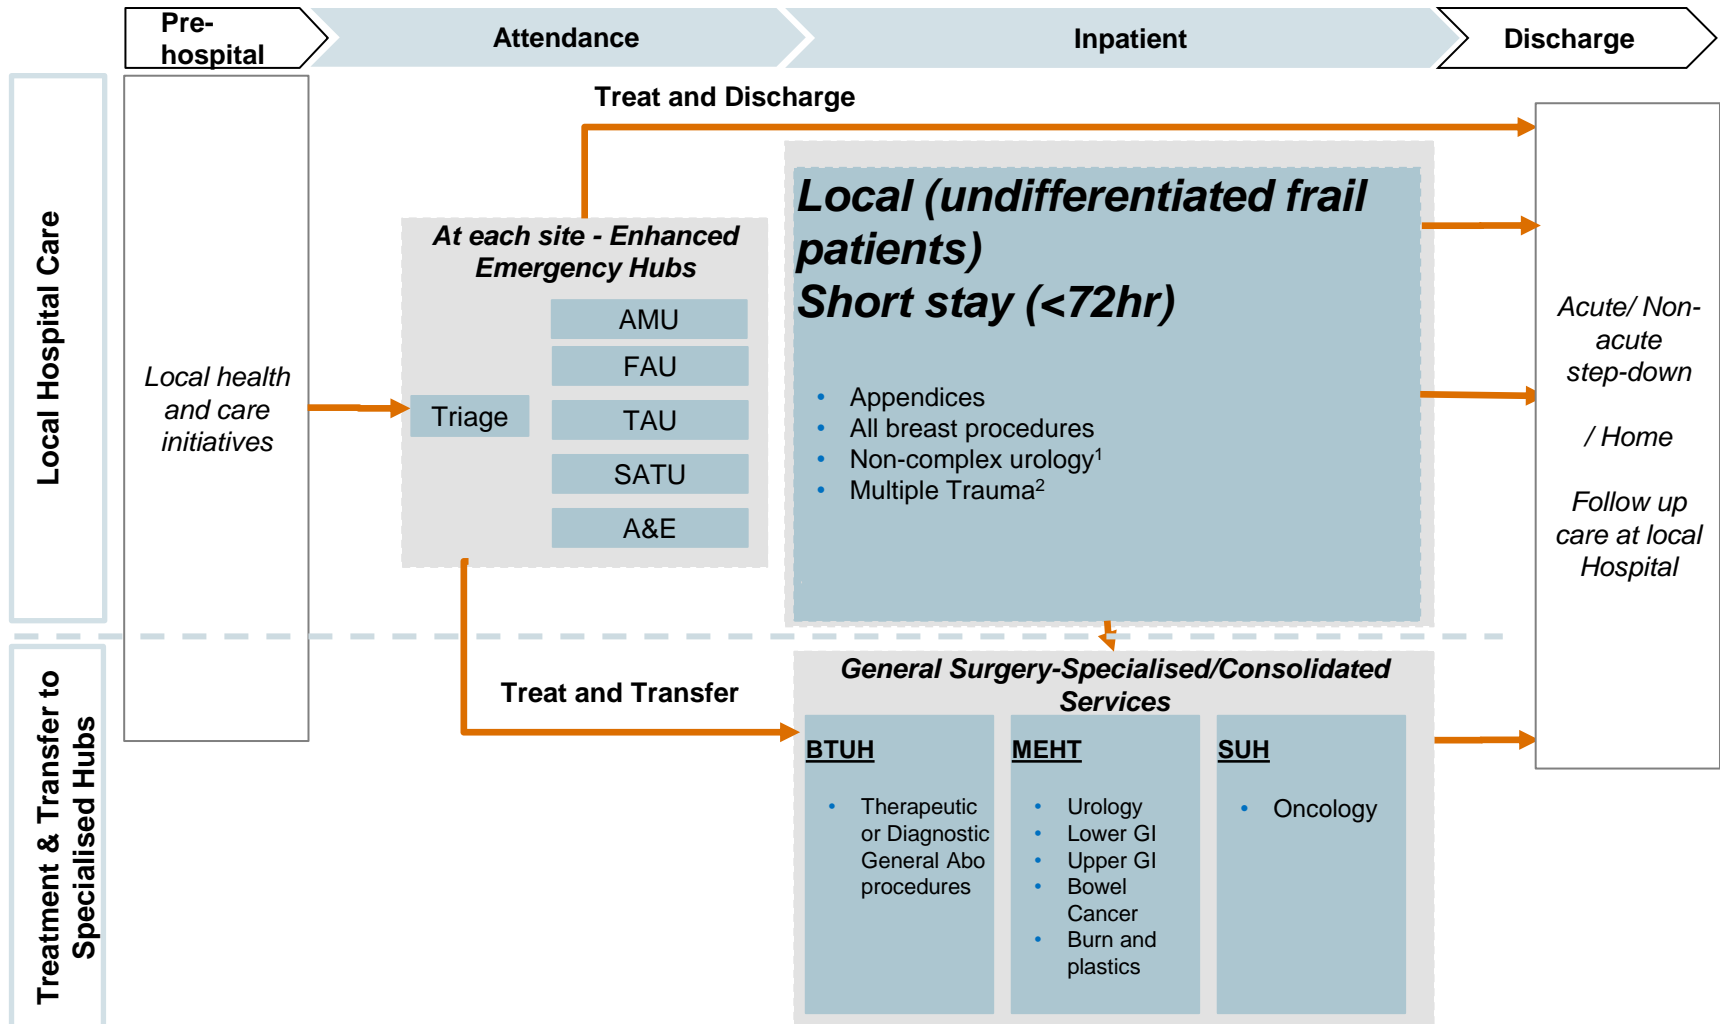 Pre-
hospital
Attendance
Inpatient
Discharge
Local Hospital Care
Treatment & Transfer to
Specialised Hubs
Local health
and care
initiatives
Treat and Discharge
At each site - Enhanced
Emergency Hubs
Triage
AMU
FAU
TAU
SATU
A&E
Local (undifferentiated frail
patients)
Short stay (<72hr)
• Appendices
• All breast procedures
• Non-complex urology¹
• Multiple Trauma²
Treat and Transfer
General Surgery-Specialised/Consolidated
Services
BTUH
• Therapeutic
or Diagnostic
General Abo
procedures
MEHT
• Urology
• Lower GI
• Upper GI
• Bowel
Cancer
• Burn and
plastics
SUH
• Oncology
Acute/ Non-
acute
step-down
/ Home
Follow up
care at local
Hospital